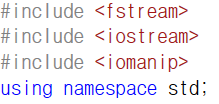 #include <fstream>
#include <iostream>
#include <iomanip>
using namespace std;